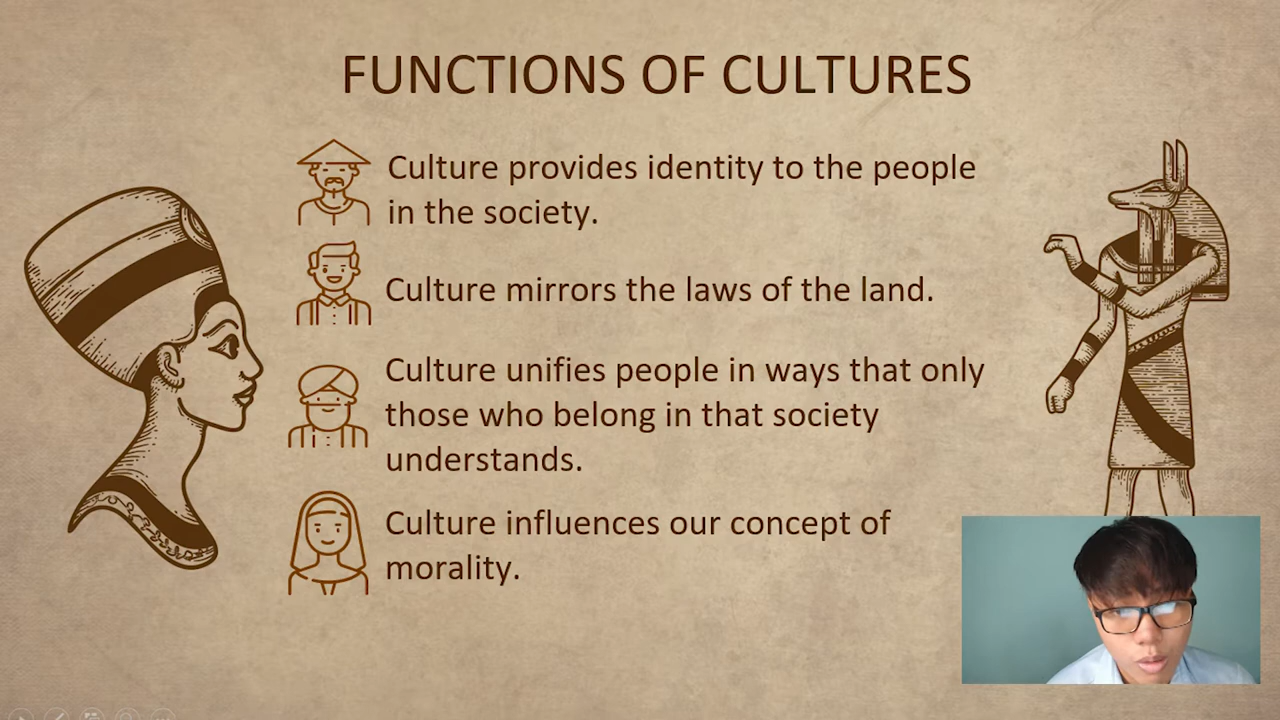 FUNCTIONS OF CULTURES
Culture provides identity to the people
in the society.
Culture mirrors the laws of the land.
Culture unifies people in ways that only
those who belong in that society
understands.
Culture influences our concept of
morality.